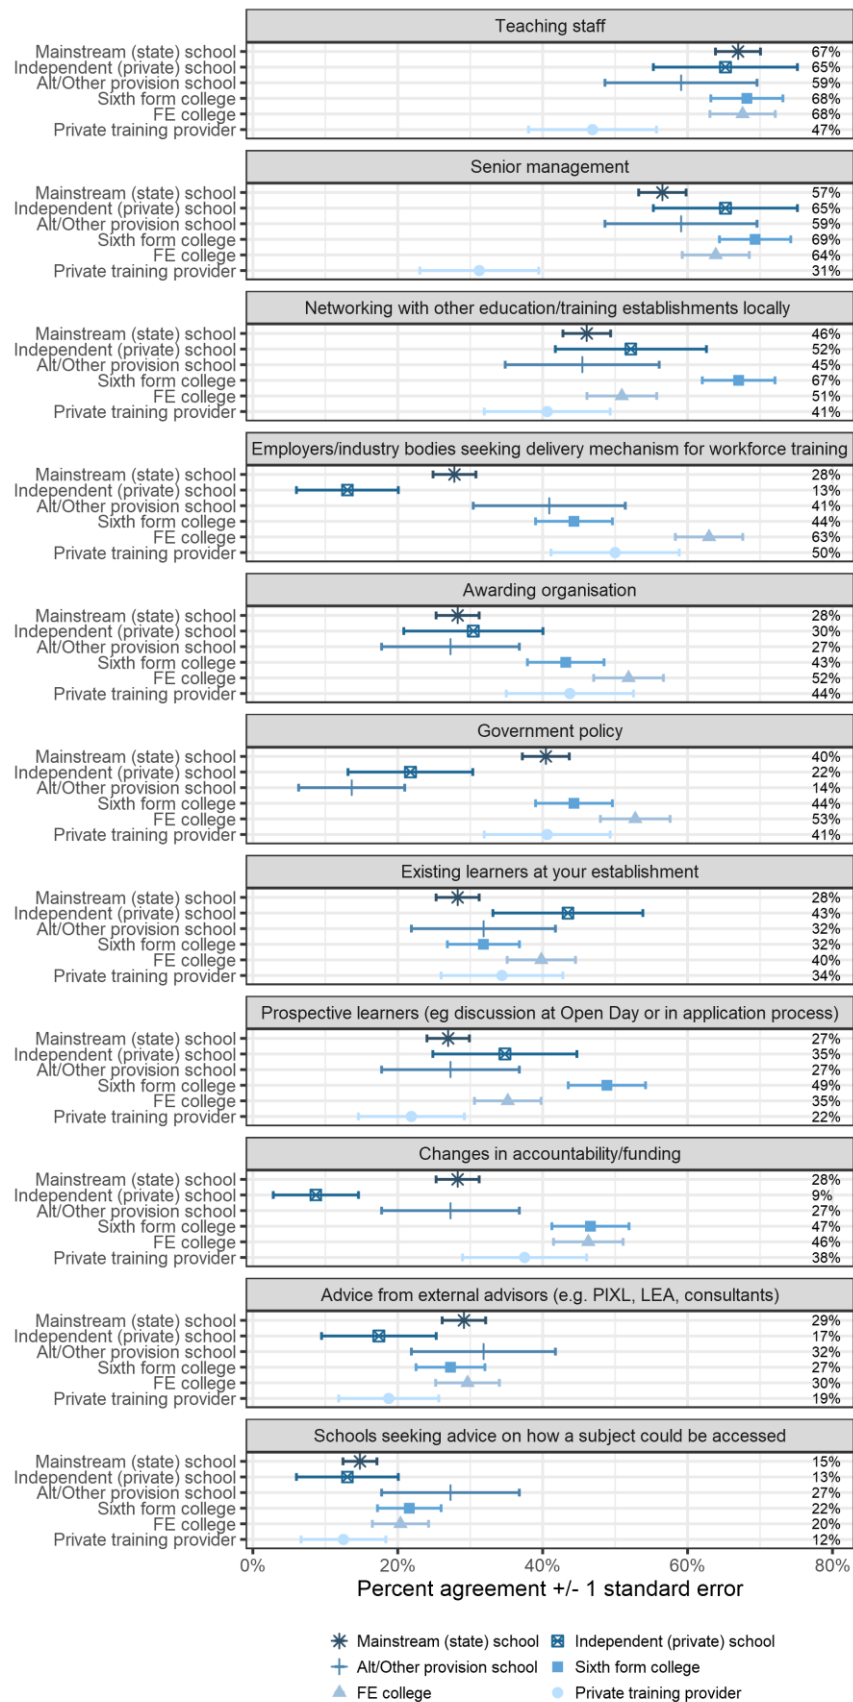 Teaching staff
Mainstream (state) school 67%
Independent (private) school 65%
Alt/Other provision school 59%
Sixth form college 68%
FE college 68%
Private training provider 47%
Senior management
Mainstream (state) school 57%
Independent (private) school 65%
Alt/Other provision school 59%
Sixth form college 69%
FE college 64%
Private training provider 31%
Networking with other education/training establishments locally
Mainstream (state) school 46%
Independent (private) school 52%
Alt/Other provision school 45%
Sixth form college 67%
FE college 51%
Private training provider 41%
Employers/industry bodies seeking delivery mechanism for workforce training
Mainstream (state) school 28%
Independent (private) school 13%
Alt/Other provision school 41%
Sixth form college 44%
FE college 63%
Private training provider 50%
Awarding organisation
Mainstream (state) school 28%
Independent (private) school 30%
Alt/Other provision school 27%
Sixth form college 43%
FE college 52%
Private training provider 44%
Government policy
Mainstream (state) school 40%
Independent (private) school 22%
Alt/Other provision school 14%
Sixth form college 44%
FE college 53%
Private training provider 41%
Existing learners at your establishment
Mainstream (state) school 28%
Independent (private) school 43%
Alt/Other provision school 32%
Sixth form college 32%
FE college 40%
Private training provider 34%
Prospective learners (eg discussion at Open Day or in application process)
Mainstream (state) school 27%
Independent (private) school 35%
Alt/Other provision school 27%
Sixth form college 49%
FE college 35%
Private training provider 22%
Changes in accountability/funding
Mainstream (state) school 28%
Independent (private) school 9%
Alt/Other provision school 27%
Sixth form college 47%
FE college 46%
Private training provider 38%
Advice from external advisors (e.g. PIXL, LEA, consultants)
Mainstream (state) school 29%
Independent (private) school 17%
Alt/Other provision school 32%
Sixth form college 27%
FE college 30%
Private training provider 19%
Schools seeking advice on how a subject could be accessed
Mainstream (state) school 15%
Independent (private) school 13%
Alt/Other provision school 27%
Sixth form college 22%
FE college 20%
Private training provider 12%
0% 20% 40% 60% 80%
Percent agreement +/- 1 standard error
Mainstream (state) school Independent (private) school
Alt/Other provision school Sixth form college
FE college Private training provider